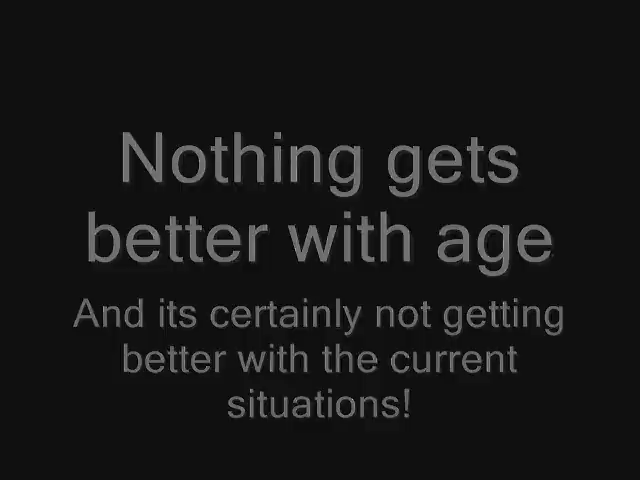 Nothing gets
better with age
And its certainly not getting
better with the current
situations!